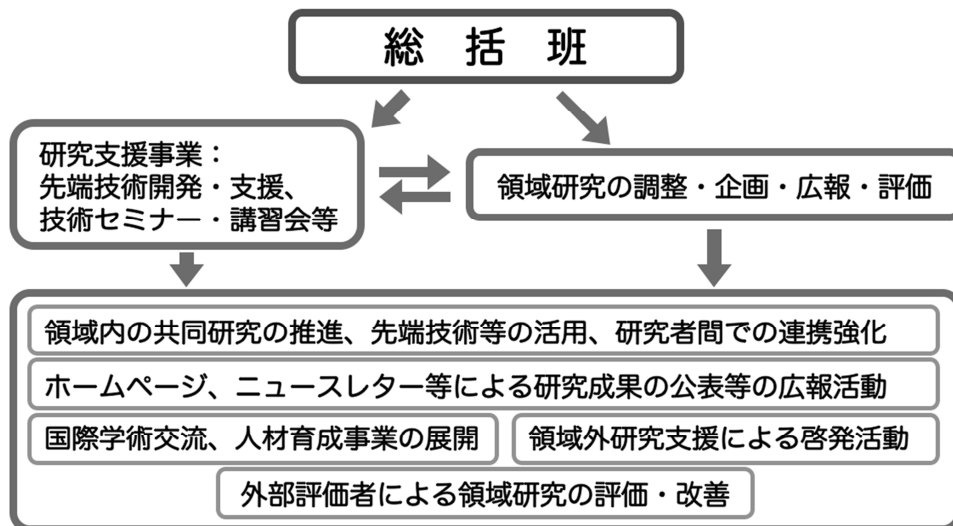 総 括 班
研究支援事業：
先端技術開発・支援、
技術セミナー・講習会等
領域研究の調整・企画・広報・評価
領域内の共同研究の推進、先端技術等の活用、研究者間での連携強化
ホームページ、ニュースレター等による研究成果の公表等の広報活動
国際学術交流、人材育成事業の展開
領域外研究支援による啓発活動
外部評価者による領域研究の評価・改善